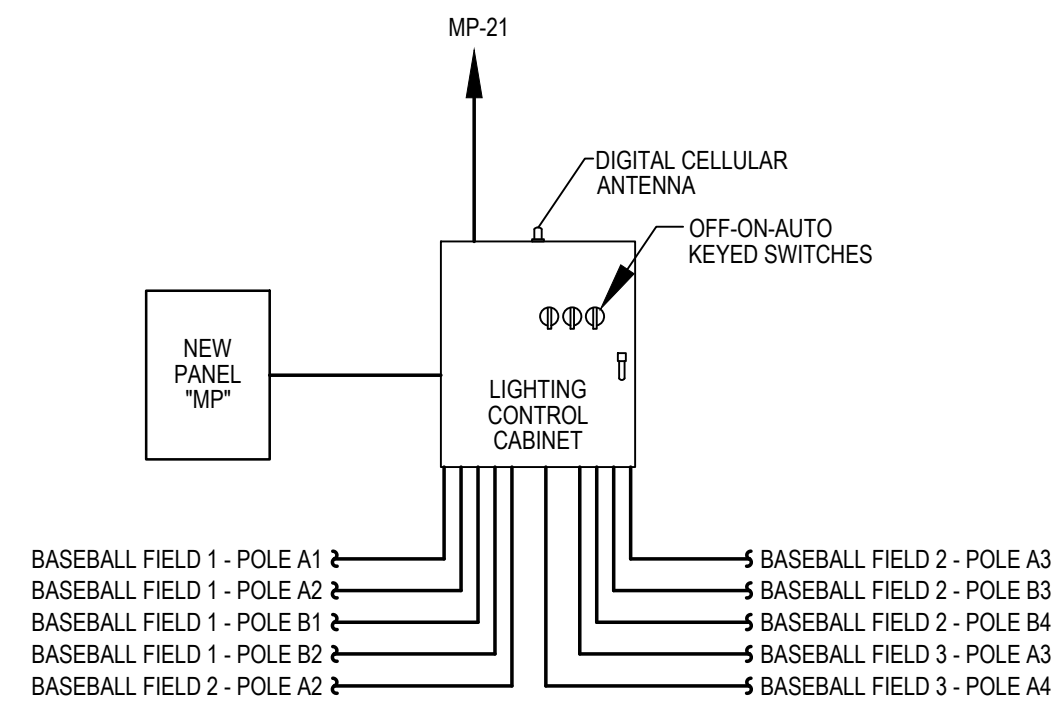 MP-21
DIGITAL CELLULAR
ANTENNA
OFF-ON-AUTO
KEYED SWITCHES
NEW
PANEL
"MP"
LIGHTING
CONTROL
CABINET
BASEBALL FIELD 1 - POLE A1
BASEBALL FIELD 1 - POLE A2
BASEBALL FIELD 1 - POLE B1
BASEBALL FIELD 1 - POLE B2
BASEBALL FIELD 2 - POLE A2
BASEBALL FIELD 2 - POLE A3
BASEBALL FIELD 2 - POLE B3
BASEBALL FIELD 2 - POLE B4
BASEBALL FIELD 3 - POLE A3
BASEBALL FIELD 3 - POLE A4